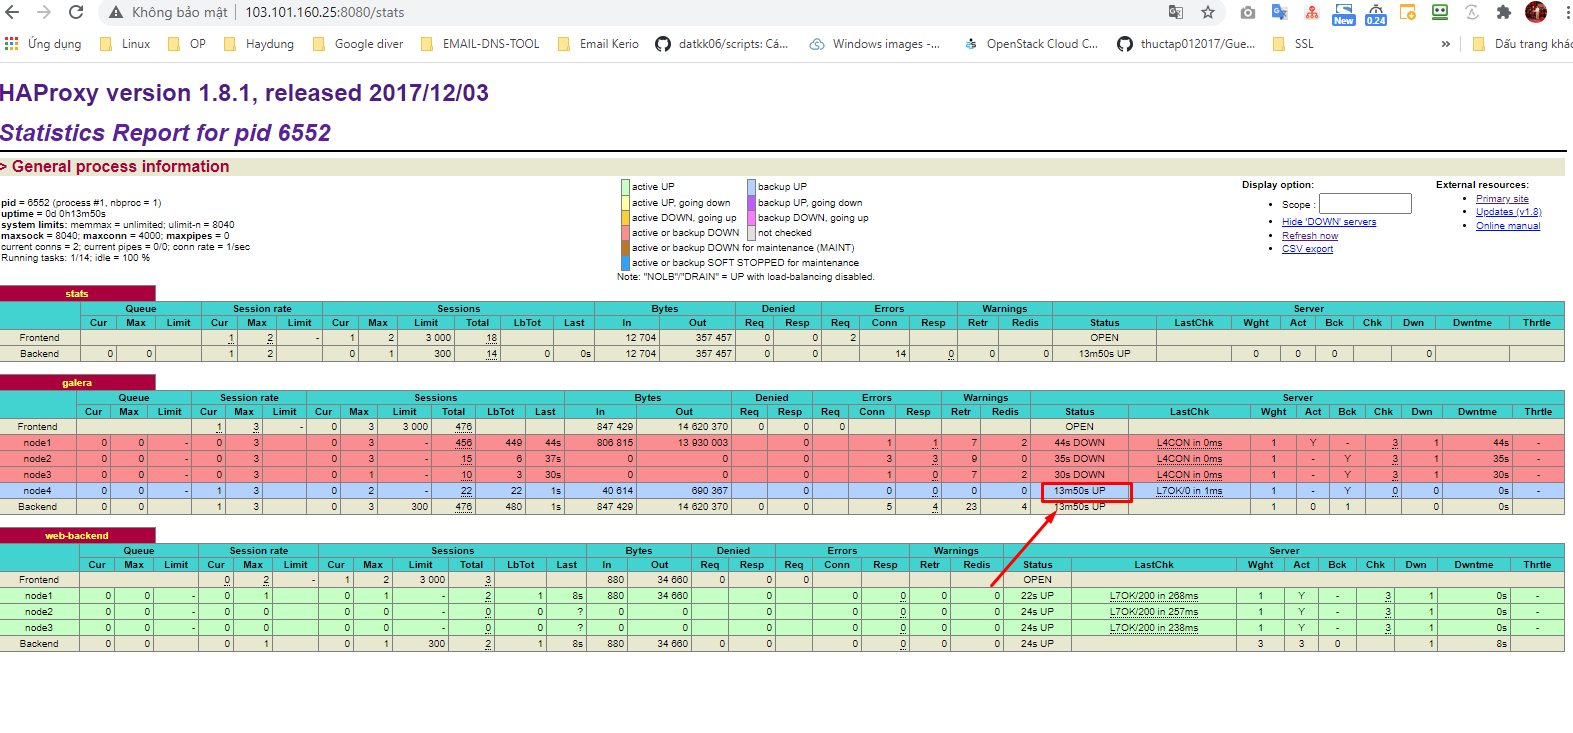 Không bảo mật | 103.101.160.25:8080/stats
New 0.24
Ứng dụng Linux OP Haydung Google diver EMAIL-DNS-TOOL Email Kerio datkk06/scripts: Cá... Windows images -... OpenStack Cloud C... thuctap012017/Gue... SSL » Dấu trang khác
HAProxy version 1.8.1, released 2017/12/03
Statistics Report for pid 6552
> General process information
pid = 6552 (process #1, nbproc = 1)
uptime = 0d 0h13m50s
system limits: memmax = unlimited; ulimit-n = 8040
maxsock = 8040; maxconn = 4000; maxpipes = 0
current conns = 2; current pipes = 0/0; conn rate = 1/sec
Running tasks: 1/14; idle = 100 %
active UP backup UP
active UP, going down backup UP, going down
active DOWN, going up backup DOWN, going up
active or backup DOWN not checked
active or backup DOWN for maintenance (MAINT)
active or backup SOFT STOPPED for maintenance
Note: "NOLB"/"DRAIN" = UP with load-balancing disabled.
Display option:
Scope :
Hide 'DOWN' servers
Refresh now
CSV export
External resources:
Primary site
Updates (v1.8)
Online manual
stats
Queue Session rate Sessions Bytes Denied Errors Warnings Server
Cur Max Limit Cur Max Limit Cur Max Limit Total LbTot Last In Out Req Resp Req Conn Resp Retr Redis Status LastChk Wght Act Bck Chk Dwn Dwntme Thrtle
Frontend 1 2 - 1 2 3 000 18 12 704 357 457 0 0 2 OPEN
Backend 0 0 1 2 0 1 300 14 0 0s 12 704 357 457 0 0 14 0 0 0 13m50s UP 0 0 0 0
galera
Queue Session rate Sessions Bytes Denied Errors Warnings Server
Cur Max Limit Cur Max Limit Cur Max Limit Total LbTot Last In Out Req Resp Req Conn Resp Retr Redis Status LastChk Wght Act Bck Chk Dwn Dwntme Thrtle
Frontend 1 3 - 0 3 3 000 476 847 429 14 620 370 0 0 0 OPEN
node1 0 0 - 0 3 0 3 - 456 449 44s 806 815 13 930 003 0 1 1 7 2 44s DOWN L4CON in 0ms 1 Y - 3 1 44s -
node2 0 0 - 0 3 0 3 - 15 6 37s 0 0 0 3 3 9 0 35s DOWN L4CON in 0ms 1 - Y 3 1 35s -
node3 0 0 - 0 3 0 1 - 10 3 30s 0 0 0 1 0 7 2 30s DOWN L4CON in 0ms 1 - Y 3 1 30s -
node4 0 0 - 1 3 0 2 - 22 22 1s 40 614 690 367 0 0 0 0 0 13m50s UP L7OK/0 in 1ms 1 - Y 0 0 0s -
Backend 0 0 1 3 0 3 300 476 480 1s 847 429 14 620 370 0 0 5 4 23 4 13m50s UP 1 0 1 0 0s
web-backend
Queue Session rate Sessions Bytes Denied Errors Warnings Server
Cur Max Limit Cur Max Limit Cur Max Limit Total LbTot Last In Out Req Resp Req Conn Resp Retr Redis Status LastChk Wght Act Bck Chk Dwn Dwntme Thrtle
Frontend 0 2 - 1 2 3 000 3 880 34 660 0 0 0 OPEN
node1 0 0 - 0 1 0 1 - 2 1 8s 880 34 660 0 0 0 0 0 22s UP L7OK/200 in 268ms 1 Y - 3 1 0s -
node2 0 0 - 0 0 0 0 - 0 0 ? 0 0 0 0 0 0 0 24s UP L7OK/200 in 257ms 1 Y - 3 1 0s -
node3 0 0 - 0 0 0 0 - 0 0 ? 0 0 0 0 0 0 0 24s UP L7OK/200 in 238ms 1 Y - 3 1 0s -
Backend 0 0 0 1 0 1 300 2 1 8s 880 34 660 0 0 0 0 0 0 24s UP 3 3 0 1 8s